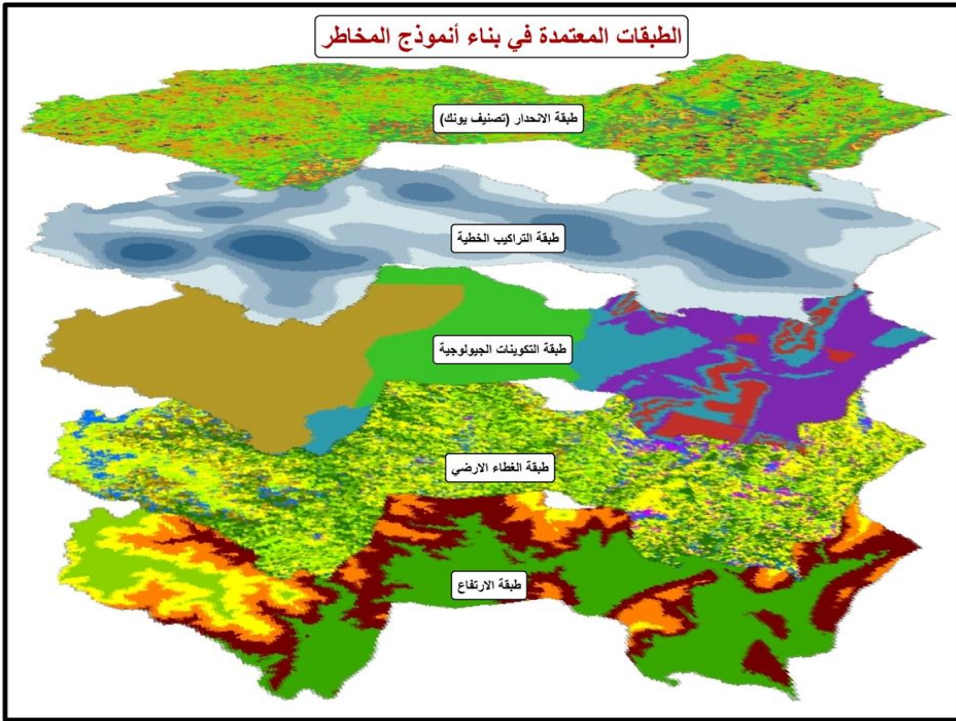 الطبقات المعتمدة في بناء أنموذج المخاطر
طبقة الانحدار (تصنيف يونك)
طبقة التراكيب الخطية
طبقة التكوينات الجيولوجية
طبقة الغطاء الارضي
طبقة الارتفاع